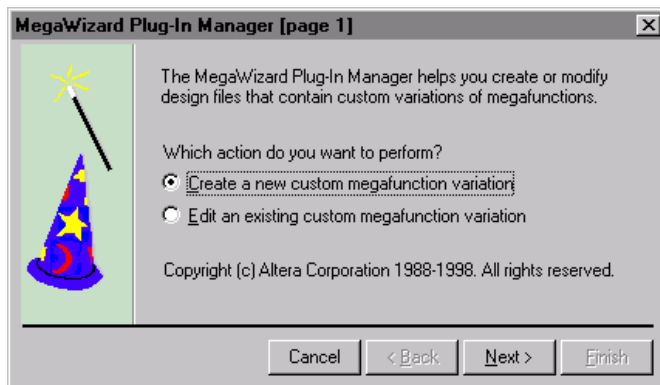 MegaWizard Plug-In Manager [page 1]
The MegaWizard Plug-In Manager helps you create or modify
design files that contain custom variations of megafunctions.
Which action do you want to perform?
Create a new custom megafunction variation
Edit an existing custom megafunction variation
Copyright (c) Altera Corporation 1988-1998. All rights reserved.
Cancel
< Back
Next >
Finish